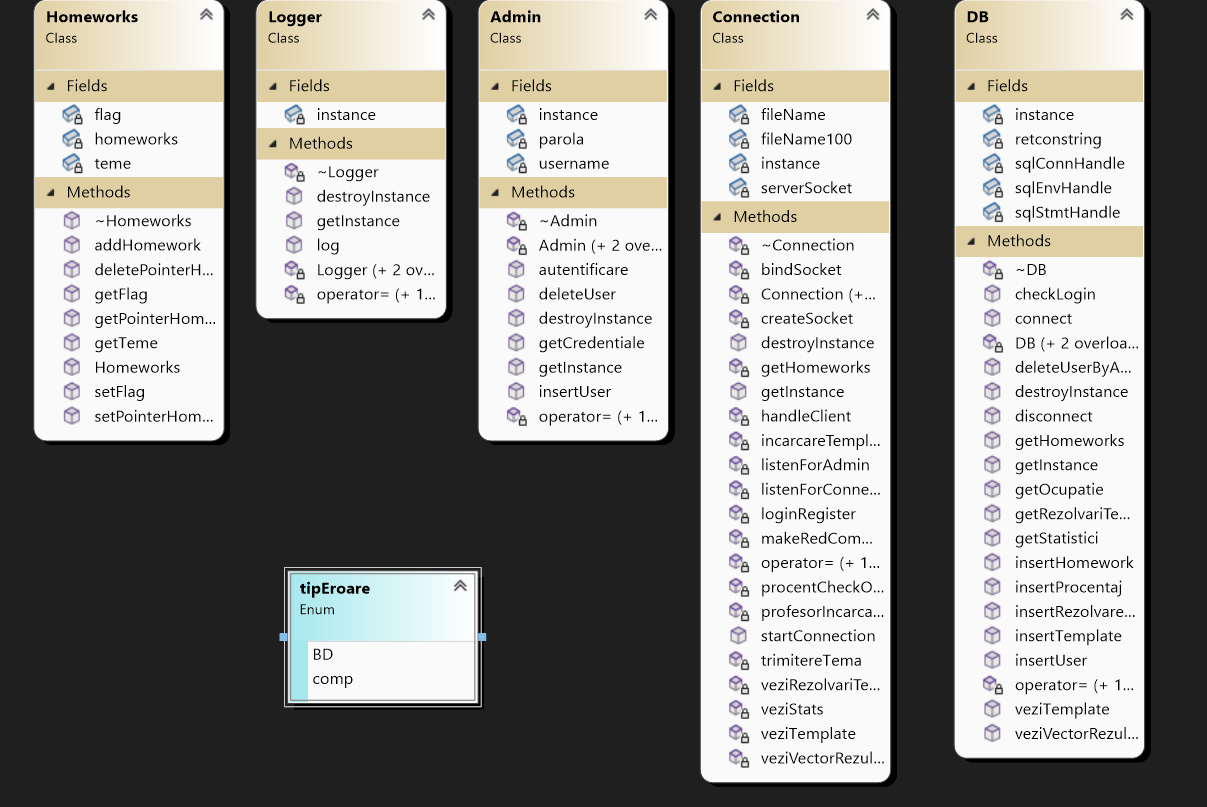 Homeworks
Class
Fields
flag
homeworks
teme
Methods
~Homeworks
addHomework
deletePointerH...
getFlag
getPointerHom...
getTeme
Homeworks
setFlag
setPointerHom...
Logger
Class
Fields
instance
Methods
~Logger
destroyInstance
getInstance
log
Logger (+ 2 ov...
operator= (+ 1...
Admin
Class
Fields
instance
parola
username
Methods
~Admin
Admin (+ 2 ove...
autentificare
deleteUser
destroyInstance
getCredentiale
getInstance
insertUser
operator= (+ 1...
Connection
Class
Fields
fileName
fileName100
instance
serverSocket
Methods
~Connection
bindSocket
Connection (+...
createSocket
destroyInstance
getHomeworks
getInstance
handleClient
incarcareTempl...
listenForAdmin
listenForConne...
loginRegister
makeRedCom...
operator= (+ 1...
procentCheckO...
profesorIncarca...
startConnection
trimitereTema
veziRezolvariTe...
veziStats
veziTemplate
veziVectorRezul...
DB
Class
Fields
instance
retconstring
sqlConnHandle
sqlEnvHandle
sqlStmtHandle
Methods
~DB
checkLogin
connect
DB (+ 2 overloa...
deleteUserByA...
destroyInstance
disconnect
getHomeworks
getInstance
getOcupatie
getRezolvariTe...
getStatistici
insertHomework
insertProcentaj
insertRezolvare...
insertTemplate
insertUser
operator= (+ 1...
veziTemplate
veziVectorRezul...
tipEroare
Enum
BD
comp